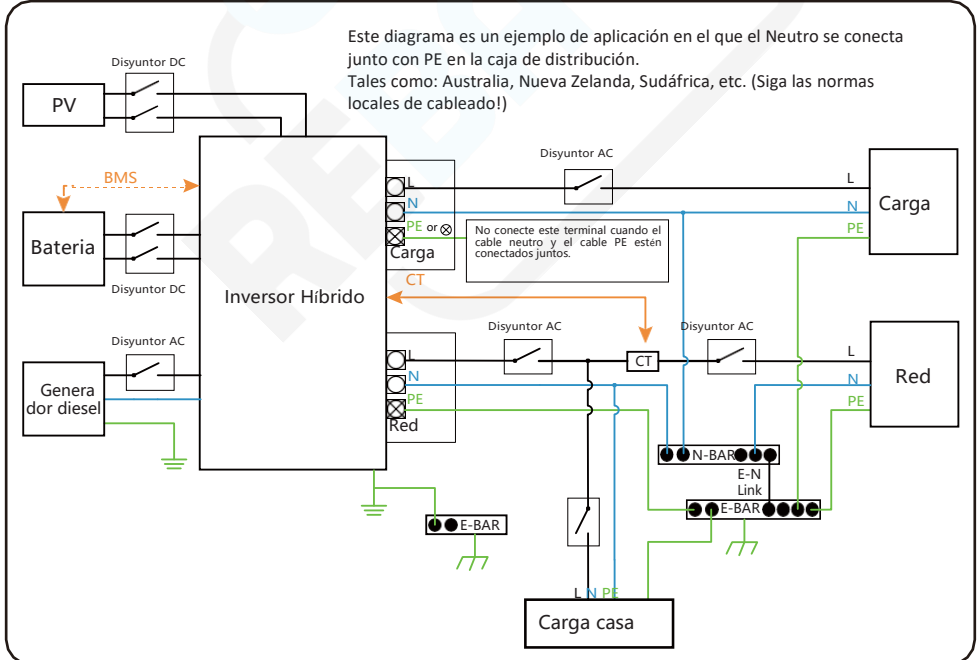 Este diagrama es un ejemplo de aplicación en el que el Neutro se conecta
junto con PE en la caja de distribución.
Tales como: Australia, Nueva Zelanda, Sudáfrica, etc. (Siga las normas
locales de cableado!)
Disyuntor DC
PV
BMS
Bateria
Disyuntor DC
Disyuntor AC
Genera
dor diesel
Inversor Híbrido
L
N
PE or ⊗
Carga
No conecte este terminal cuando el
cable neutro y el cable PE estén
conectados juntos.
Disyuntor AC
L
N
PE
Carga
CT
Disyuntor AC
CT
Disyuntor AC
L
N
PE
Red
L
N
PE
Red
N-BAR
E-N
Link
E-BAR
E-BAR
L N PE
Carga casa